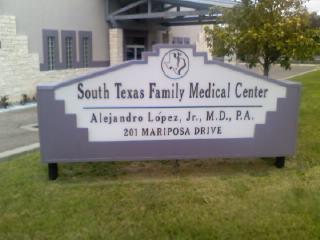 South Texas Family Medical Center
Alejandro López, Jr., M.D., P.A.
201 MARIPOSA DRIVE